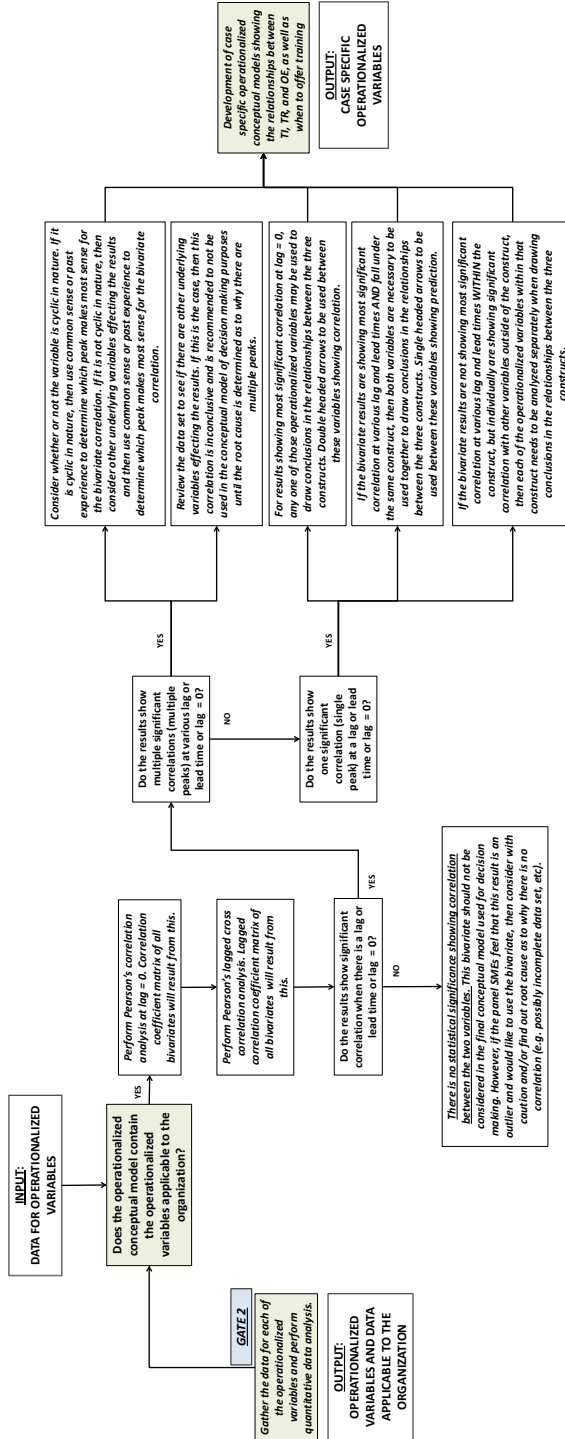 INPUT:
DATA FOR OPERATIONALIZED
VARIABLES
GATE 2
Gather the data for each of
the operationalized
variables and perform
quantitative data analysis.
OUTPUT:
OPERATIONALIZED
VARIABLES AND DATA
APPLICABLE TO THE
ORGANIZATION
Does the operationalized
conceptual model contain
the operationalized
variables applicable to the
organization?
YES
Perform Pearson's correlation
analysis at lag = 0. Correlation
coefficient matrix of all
bivariates will result from this.
Perform Pearson's lagged cross
correlation analysis. Lagged
correlation coefficient matrix of
all bivariates will result from
this.
Do the results show significant
correlation when there is a lag or
lead time or lag = 0?
YES
NO
There is no statistical significance showing correlation
between the two variables. This bivariate should not be
considered in the final conceptual model used for decision
making. However, if the panel SMEs feel that this result is an
outlier and would like to use the bivariate, then consider with
caution and/or find out root cause as to why there is no
correlation (e.g. possibly incomplete data set, etc).
Do the results show
multiple significant
correlations (multiple
peaks) at various lag or
lead time or lag = 0?
YES
NO
Do the results show
one significant
correlation (single
peak) at a lag or lead
time or lag = 0?
YES
Consider whether or not the variable is cyclic in nature. If it
is cyclic in nature, then use common sense or past
experience to determine which peak makes most sense for
the bivariate correlation. If it is not cyclic in nature, then
consider other underlying variables effecting the results
and then use common sense or past experience to
determine which peak makes most sense for the bivariate
correlation.
Review the data set to see if there are other underlying
variables effecting the results. If this is the case, then this
correlation is inconclusive and is recommended to not be
used in the conceptual model of decision making purposes
until the root cause is determined as to why there are
multiple peaks.
For results showing most significant correlation at lag = 0,
any one of those operationalized variables may be used to
draw conclusions in the relationships between the three
constructs. Double headed arrows to be used between
these variables showing correlation.
If the bivariate results are showing most significant
correlation at various lag and lead times AND fall under
the same construct, then both variables are necessary to be
used together to draw conclusions in the relationships
between the three constructs. Single headed arrows to be
used between these variables showing prediction.
If the bivariate results are not showing most significant
correlation at various lag and lead times WITHIN the
construct, but individually are showing significant
correlation with other variables outside of the construct,
then each of the operationalized variables within that
construct needs to be analyzed separately when drawing
conclusions in the relationships between the three
constructs.
Development of case
specific operationalized
conceptual models showing
the relationships between
TI, TR, and OE, as well as
when to offer training
OUTPUT:
CASE SPECIFIC
OPERATIONALIZED
VARIABLES